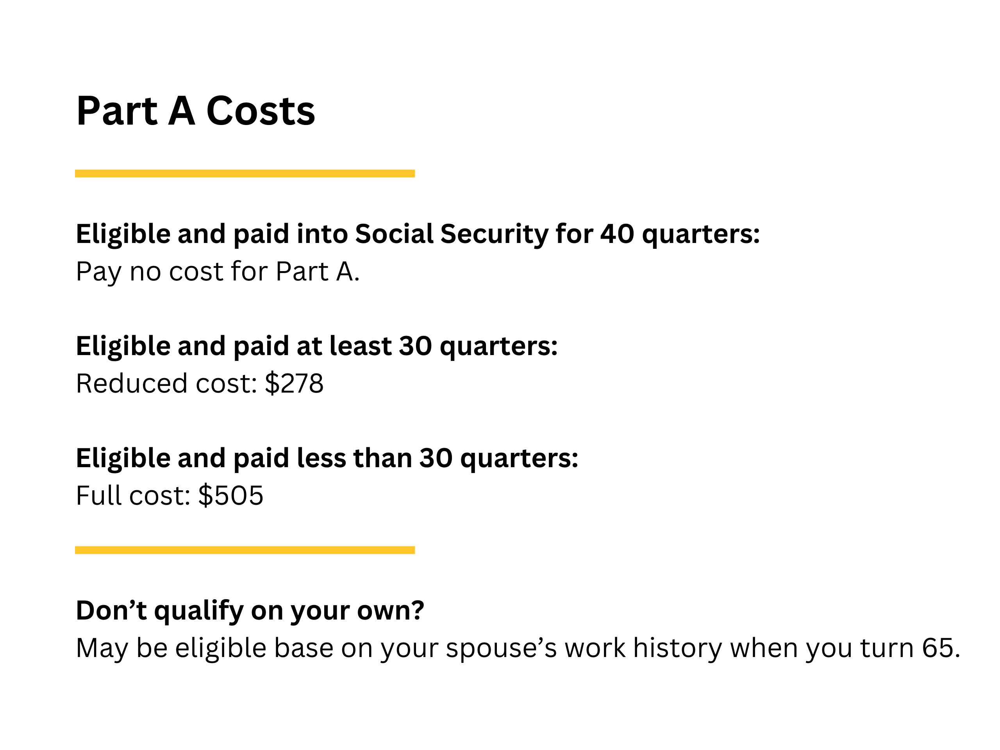 Part A Costs
Eligible and paid into Social Security for 40 quarters:
Pay no cost for Part A.
Eligible and paid at least 30 quarters:
Reduced cost: $278
Eligible and paid less than 30 quarters:
Full cost: $505
Don’t qualify on your own?
May be eligible based on your spouse’s work history when you turn 65.